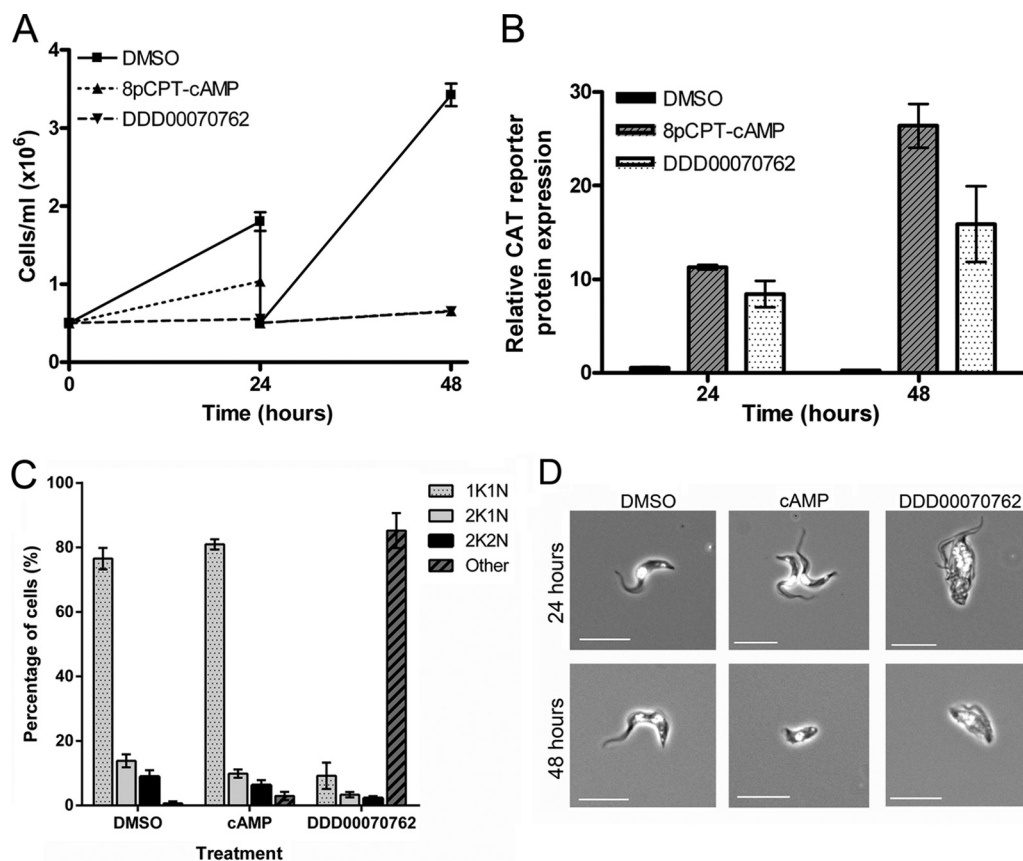 A
DMSO
8pCPT-cAMP
DDD00070762
4
3
2
1
0
Cells/ml (x10⁶)
0
24
48
Time (hours)
B
DMSO
8pCPT-cAMP
DDD00070762
30
20
10
0
Relative CAT reporter
protein expression
24
48
Time (hours)
C
1K1N
2K1N
2K2N
Other
100
80
60
40
20
0
Percentage of cells (%)
DMSO
cAMP
DDD00070762
Treatment
D
DMSO
cAMP
DDD00070762
24 hours
48 hours